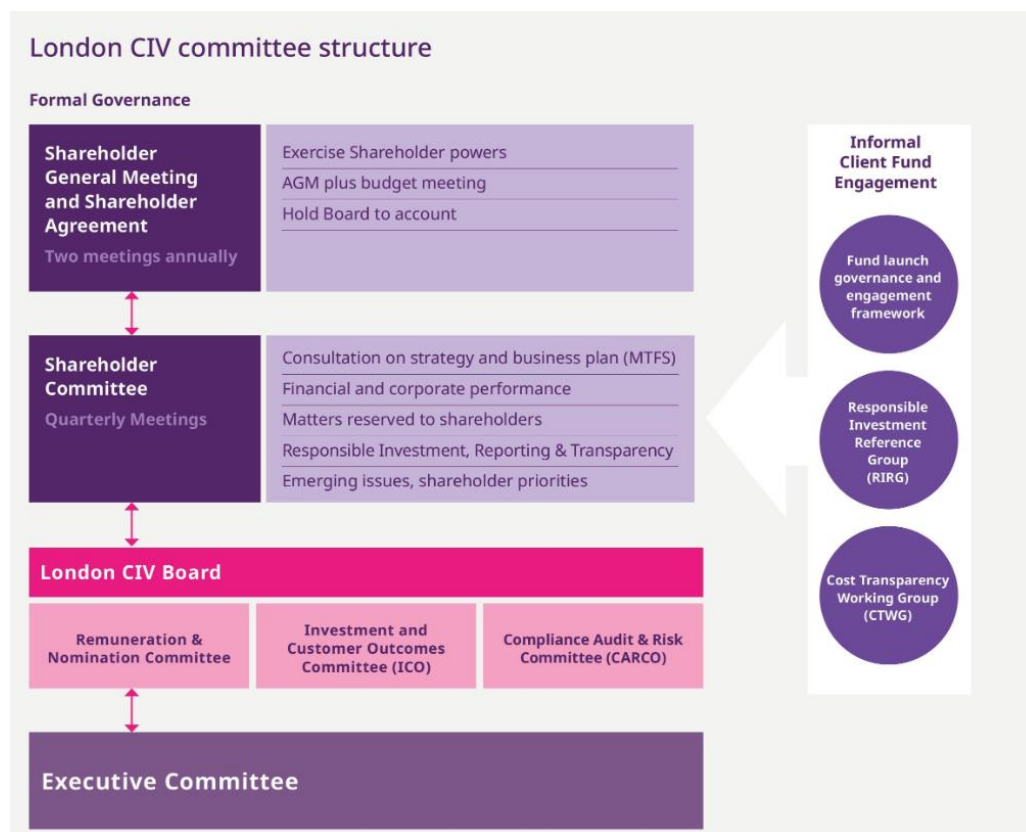 London CIV committee structure
Formal Governance
Shareholder
General Meeting
and Shareholder
Agreement
Two meetings annually
Exercise Shareholder powers
AGM plus budget meeting
Hold Board to account
Shareholder
Committee
Quarterly Meetings
Consultation on strategy and business plan (MTFS)
Financial and corporate performance
Matters reserved to shareholders
Responsible Investment, Reporting & Transparency
Emerging issues, shareholder priorities
London CIV Board
Remuneration &
Nomination Committee
Investment and
Customer Outcomes
Committee (ICO)
Compliance Audit & Risk
Committee (CARCO)
Executive Committee
Informal
Client Fund
Engagement
Fund launch
governance and
engagement
framework
Responsible
Investment
Reference
Group
(RIRG)
Cost Transparency
Working Group
(CTWG)